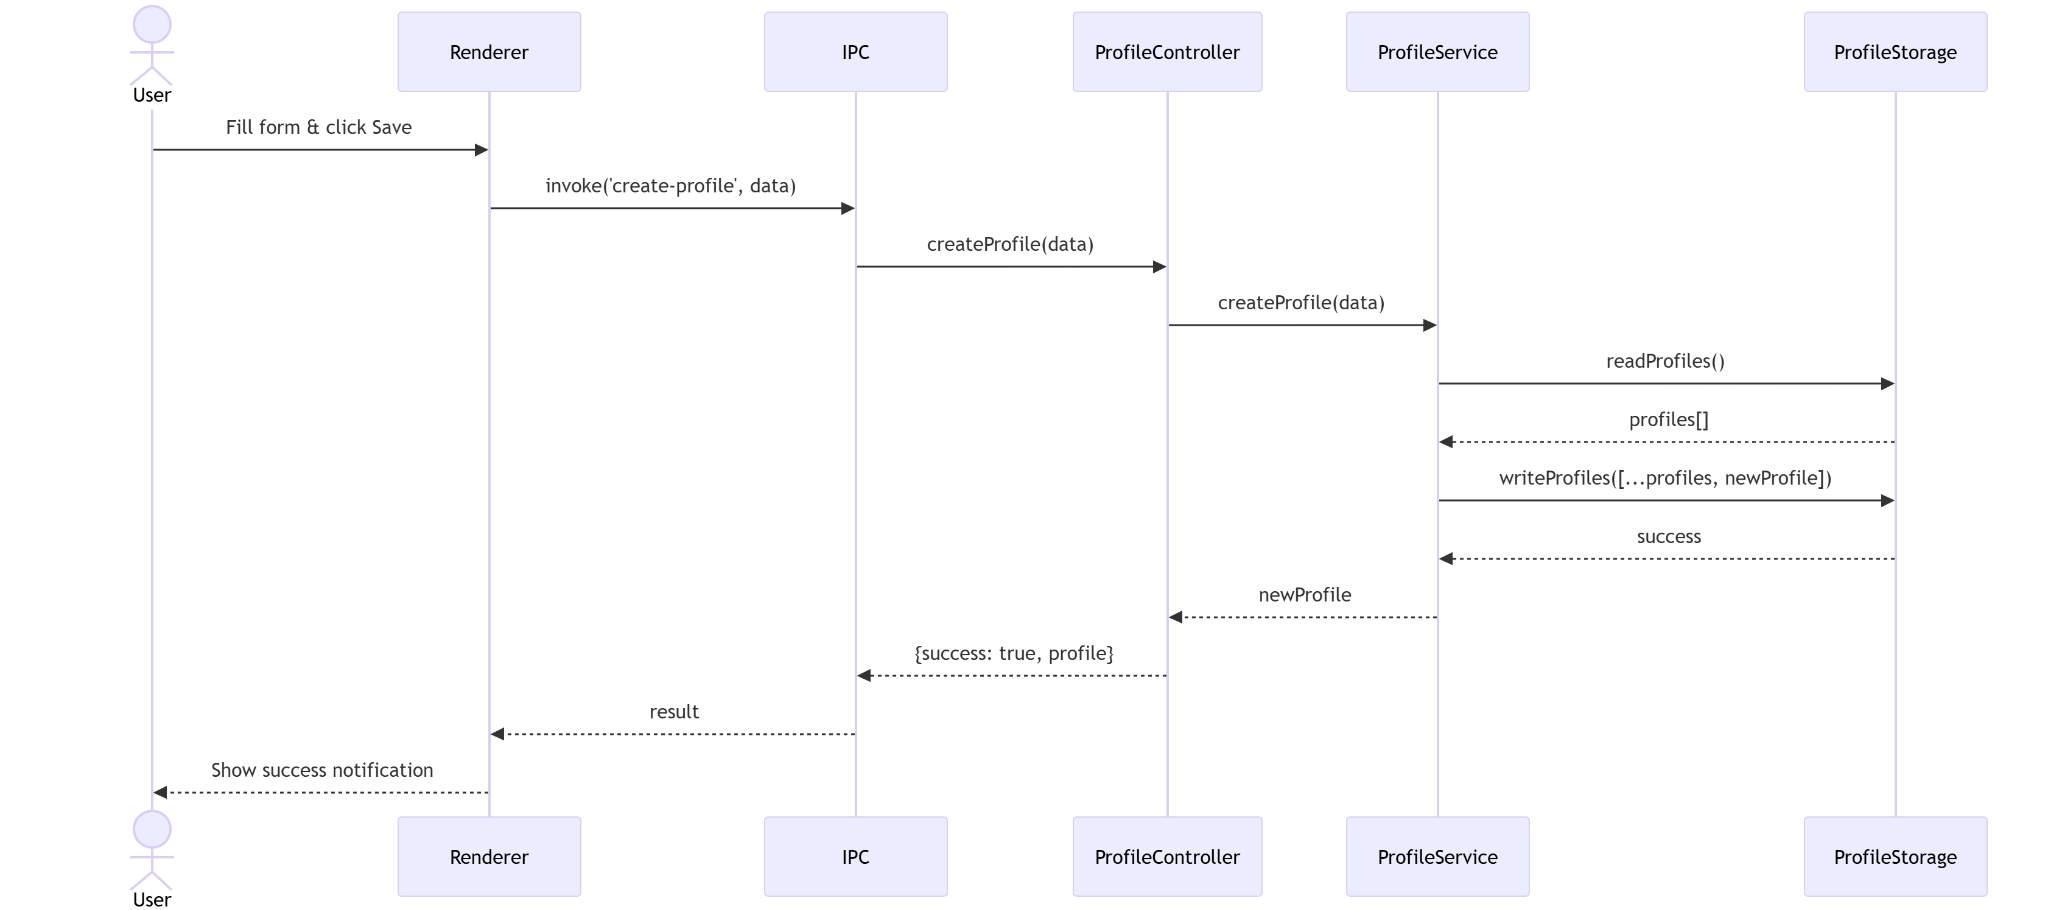 User
Renderer
IPC
ProfileController
ProfileService
ProfileStorage
Fill form & click Save
invoke('create-profile', data)
createProfile(data)
createProfile(data)
readProfiles()
profiles[]
writeProfiles([...profiles, newProfile])
success
newProfile
{success: true, profile}
result
Show success notification
User
Renderer
IPC
ProfileController
ProfileService
ProfileStorage